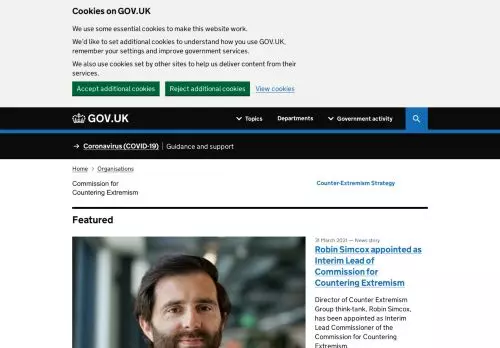 Cookies on GOV.UK
We use some essential cookies to make this website work.
We'd like to set additional cookies to understand how you use GOV.UK,
remember your settings and improve government services.
We also use cookies set by other sites to help us deliver content from their
services.
Accept additional cookies Reject additional cookies View cookies
GOV.UK Topics Departments Government activity
→ Coronavirus (COVID-19) Guidance and support
Home > Organisations
Commission for
Countering Extremism
Counter-Extremism Strategy
Featured
31 March 2021 — News story
Robin Simcox appointed as
Interim Lead of
Commission for
Countering Extremism
Director of Counter Extremism
Group think-tank, Robin Simcox,
has been appointed as Interim
Lead Commissioner of the
Commission for Countering
Extremism.